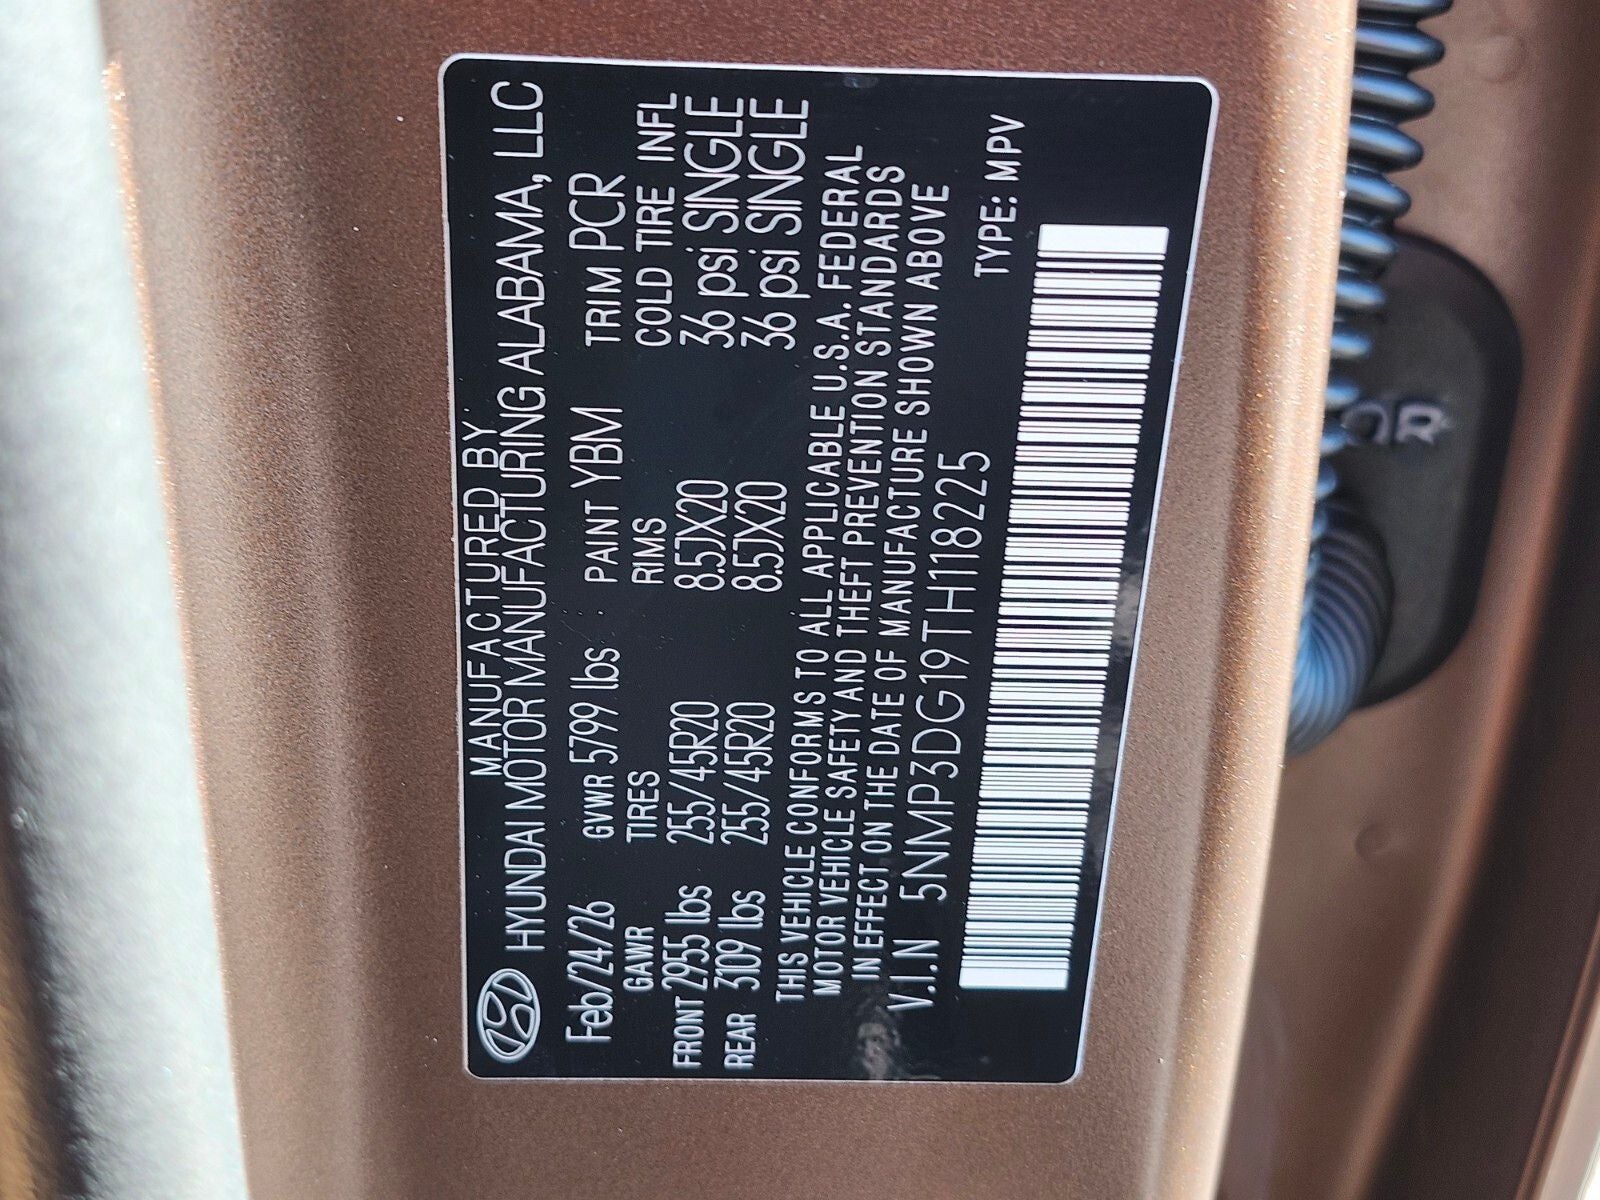 MANUFACTURED BY
HYUNDAI MOTOR MANUFACTURING ALABAMA, LLC
Feb/24/26 GVWR 5799 lbs PAINT YBM TRIM PCR
GAWR TIRES RIMS COLD TIRE INFL
FRONT 2955 lbs 255/45R20 8.5JX20 36 psi SINGLE
REAR 3109 lbs 255/45R20 8.5JX20 36 psi SINGLE
THIS VEHICLE CONFORMS TO ALL APPLICABLE U.S.A. FEDERAL
MOTOR VEHICLE SAFETY AND THEFT PREVENTION STANDARDS
IN EFFECT ON THE DATE OF MANUFACTURE SHOWN ABOVE
V.I.N 5NMP3DG19TH118225 TYPE: MPV